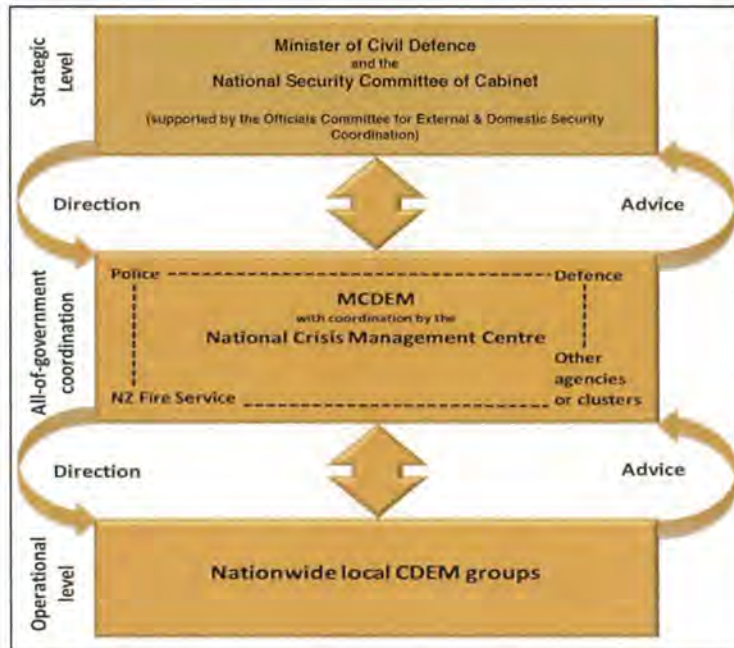 Strategic
Level
Minister of Civil Defence
and the
National Security Committee of Cabinet
(supported by the Officials Committee for External & Domestic Security
Coordination)
Direction
Advice
All-of-government
coordination
Police
Defence
MCDEM
with coordination by the
National Crisis Management Centre
Other
agencies
or clusters
NZ Fire Service
Direction
Advice
Operational
level
Nationwide local CDEM groups